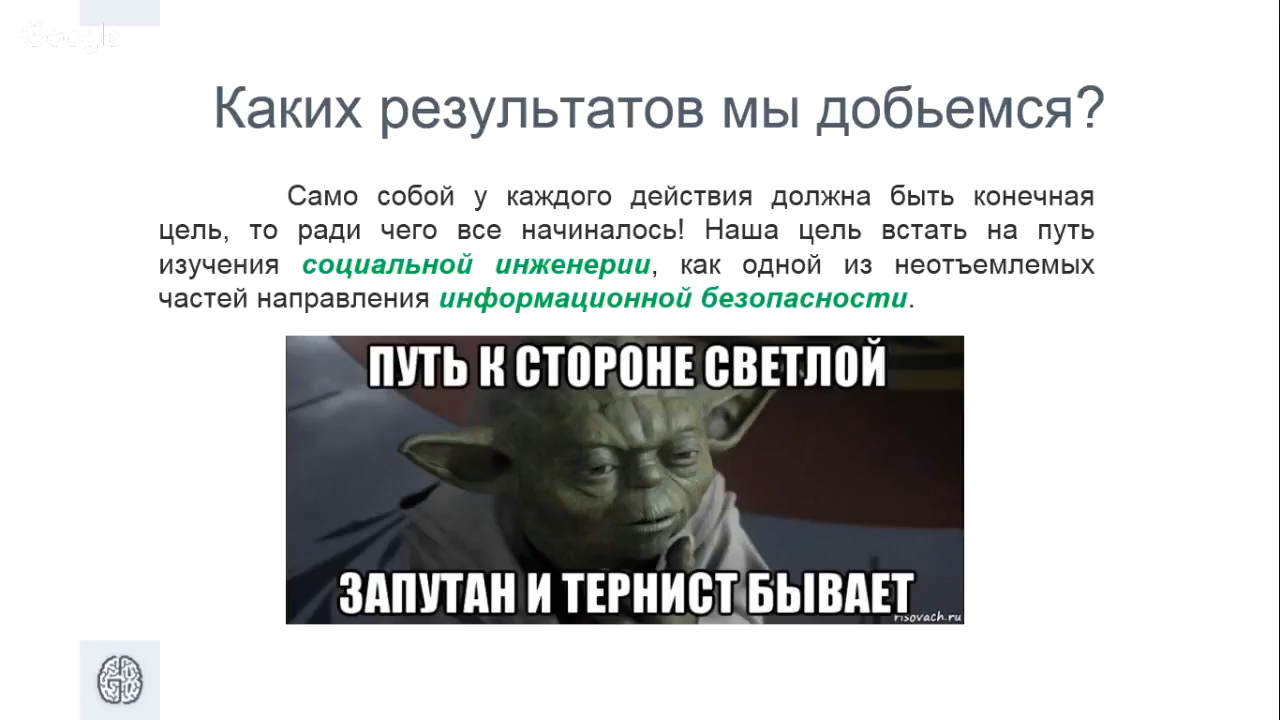 Google
Каких результатов мы добьемся?
Само собой у каждого действия должна быть конечная
цель, то ради чего все начиналось! Наша цель встать на путь
изучения социальной инженерии, как одной из неотъемлемых
частей направления информационной безопасности.
ПУТЬ К СТОРОНЕ СВЕТЛОЙ
ЗАПУТАН И ТЕРНИСТ БЫВАЕТ
risovach.ru